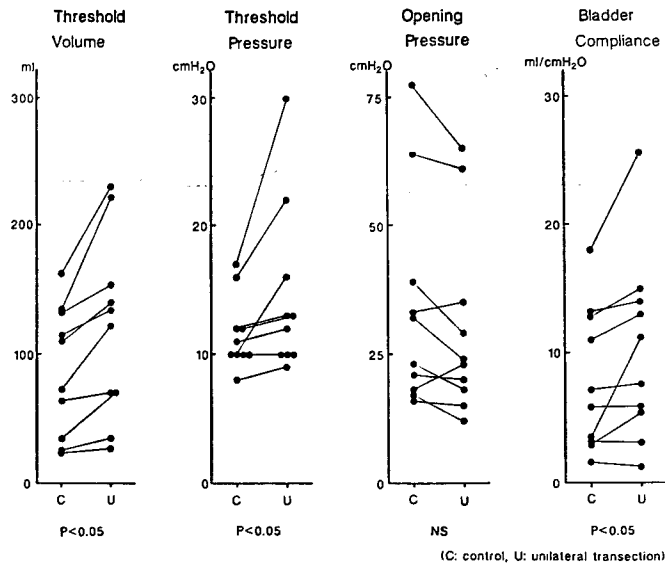 Threshold Volume
ml
300
200
100
0
C U
P<0.05
Threshold Pressure
cmH₂O
30
20
10
0
C U
P<0.05
Opening Pressure
cmH₂O
75
50
25
0
C U
NS
Bladder Compliance
ml/cmH₂O
30
20
10
0
C U
P<0.05
(C: control, U: unilateral transection)